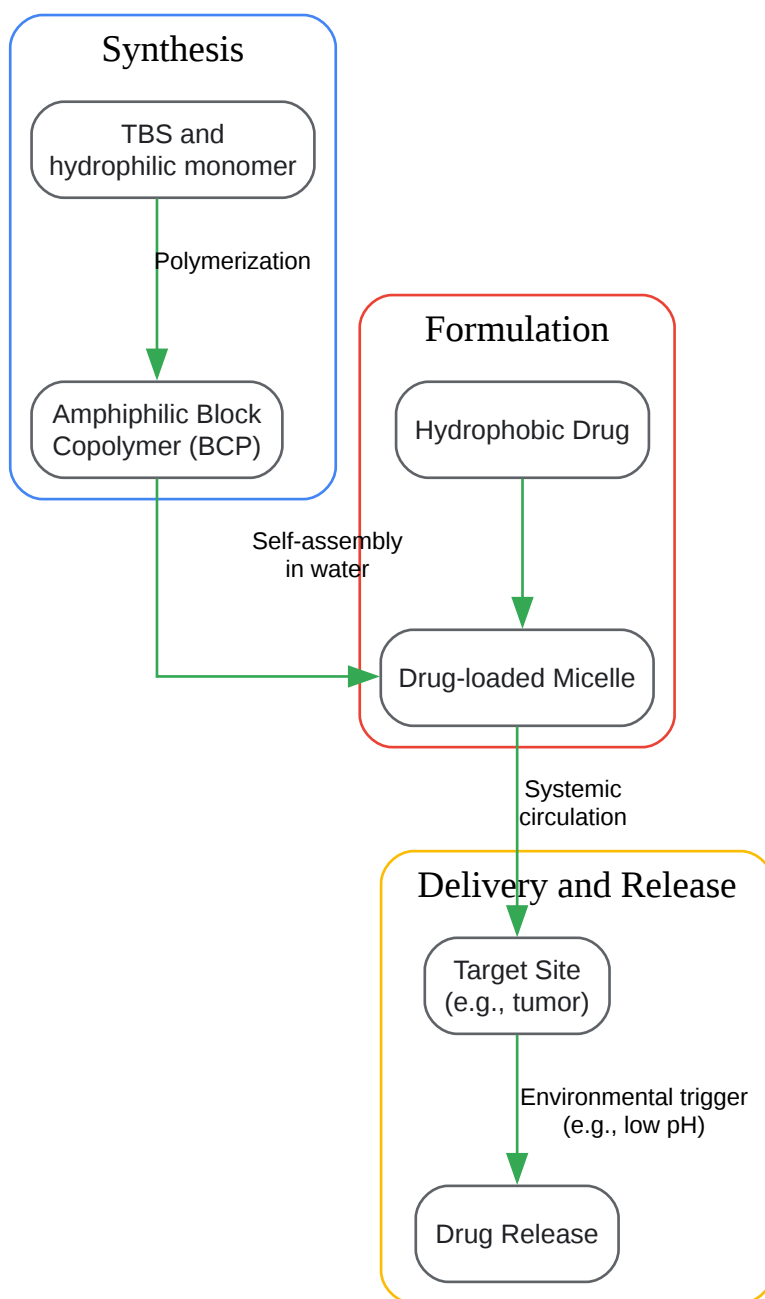 Synthesis
TBS and
hydrophilic monomer
Polymerization
Amphiphilic Block
Copolymer (BCP)
Formulation
Hydrophobic Drug
Self-assembly
in water
Drug-loaded Micelle
Systemic
circulation
Delivery and Release
Target Site
(e.g., tumor)
Environmental trigger
(e.g., low pH)
Drug Release